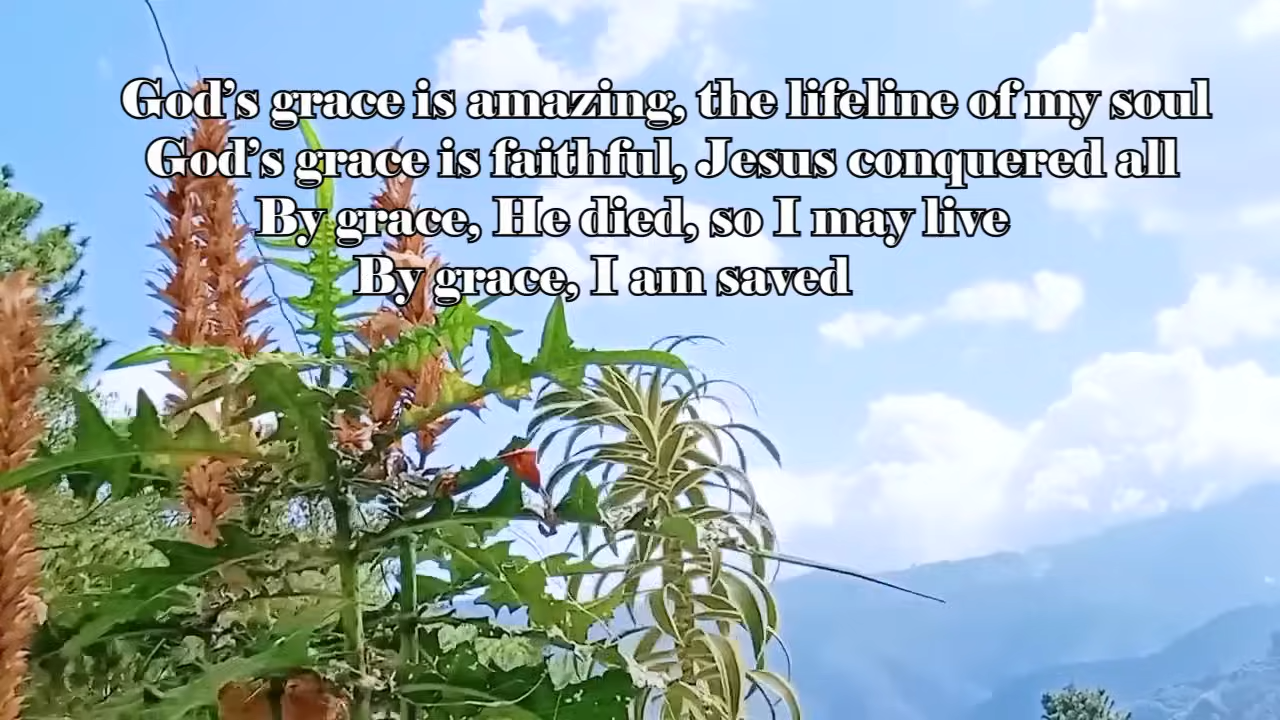 God’s grace is amazing, the lifeline of my soul
God’s grace is faithful, Jesus conquered all
By grace, He died, so I may live
By grace, I am saved